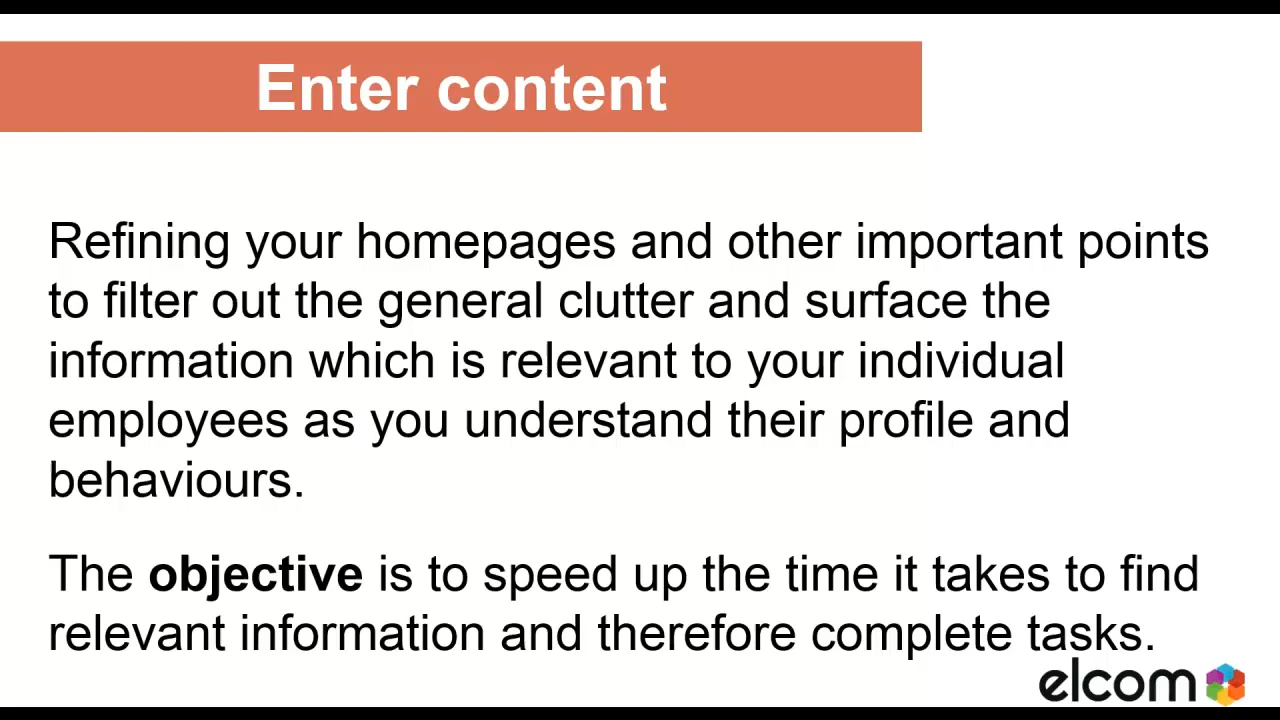 Enter content
Refining your homepages and other important points
to filter out the general clutter and surface the
information which is relevant to your individual
employees as you understand their profile and
behaviours.
The objective is to speed up the time it takes to find
relevant information and therefore complete tasks.
elcom